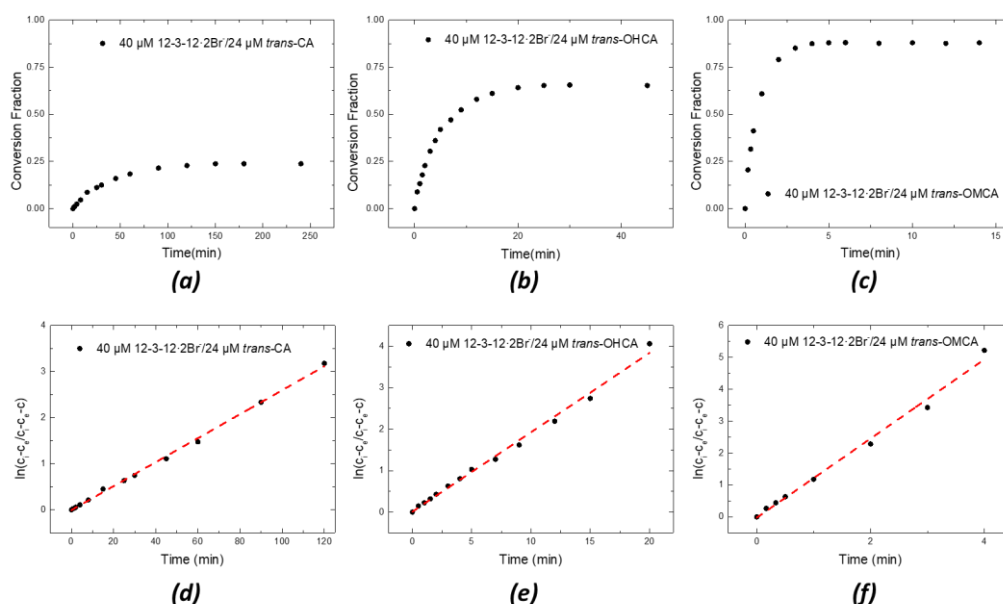 1.00
0.75
0.50
0.25
0.00
Conversion Fraction
40 µM 12-3-12·2Br⁻/24 µM trans-CA
0 50 100 150 200 250
Time(min)
(a)
1.00
0.75
0.50
0.25
0.00
Conversion Fraction
40 µM 12-3-12·2Br⁻/24 µM trans-OHCA
0 20 40
Time(min)
(b)
1.00
0.75
0.50
0.25
0.00
Conversion Fraction
40 µM 12-3-12·2Br⁻/24 µM trans-OMCA
0 5 10 15
Time(min)
(c)
4
3
2
1
0
ln(cᵢ-cₑ/cᵢ-cₑ-c)
40 µM 12-3-12·2Br⁻/24 µM trans-CA
0 20 40 60 80 100 120
Time (min)
(d)
4
3
2
1
0
ln(cᵢ-cₑ/cᵢ-cₑ-c)
40 µM 12-3-12·2Br⁻/24 µM trans-OHCA
0 5 10 15 20
Time (min)
(e)
6
5
4
3
2
1
0
ln(cᵢ-cₑ/cᵢ-cₑ-c)
40 µM 12-3-12·2Br⁻/24 µM trans-OMCA
0 2 4
Time (min)
(f)